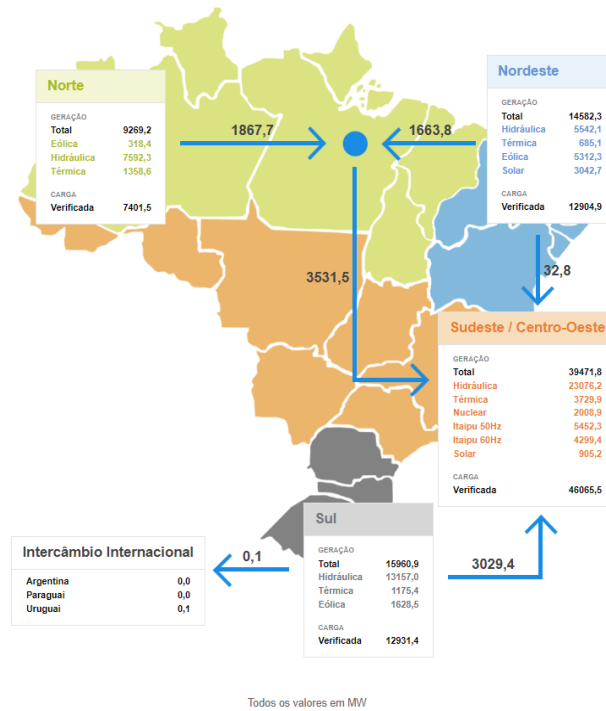 Norte
GERAÇÃO
Total 9269,2
Eólica 318,4
Hidráulica 7592,3
Térmica 1358,6
CARGA
Verificada 7401,5
1867,7
1663,8
Nordeste
GERAÇÃO
Total 14582,3
Hidráulica 5542,1
Térmica 685,1
Eólica 5312,3
Solar 3042,7
CARGA
Verificada 12904,9
3531,5
32,8
Sudeste / Centro-Oeste
GERAÇÃO
Total 39471,8
Hidráulica 23076,2
Térmica 3729,9
Nuclear 2008,9
Itaipu 50Hz 5452,3
Itaipu 60Hz 4299,4
Solar 905,2
CARGA
Verificada 46065,5
Sul
GERAÇÃO
Total 15960,9
Hidráulica 13157,0
Térmica 1175,4
Eólica 1628,5
CARGA
Verificada 12931,4
3029,4
0,1
Intercâmbio Internacional
Argentina 0,0
Paraguai 0,0
Uruguai 0,1
Todos os valores em MW